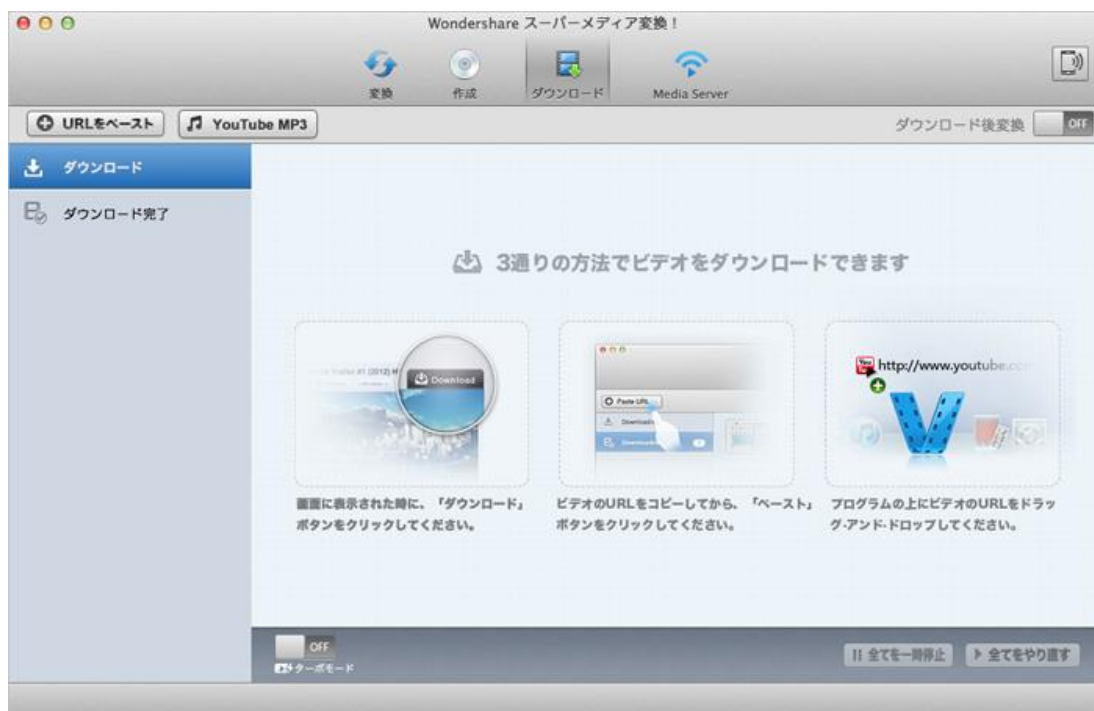 Wondershare スーパーメディア変換！
変換 作成 ダウンロード Media Server
URLをペースト YouTube MP3 ダウンロード後変換 OFF
ダウンロード
ダウンロード完了
3通りの方法でビデオをダウンロードできます
Download
Paste URL
http://www.youtube.co
画面に表示された時に、「ダウンロード」
ボタンをクリックしてください。
ビデオのURLをコピーしてから、「ペースト」
ボタンをクリックしてください。
プログラムの上にビデオのURLをドラッ
グ·アンド·ドロップしてください。
OFF
ターボモード
全てを一時停止 全てをやり直す